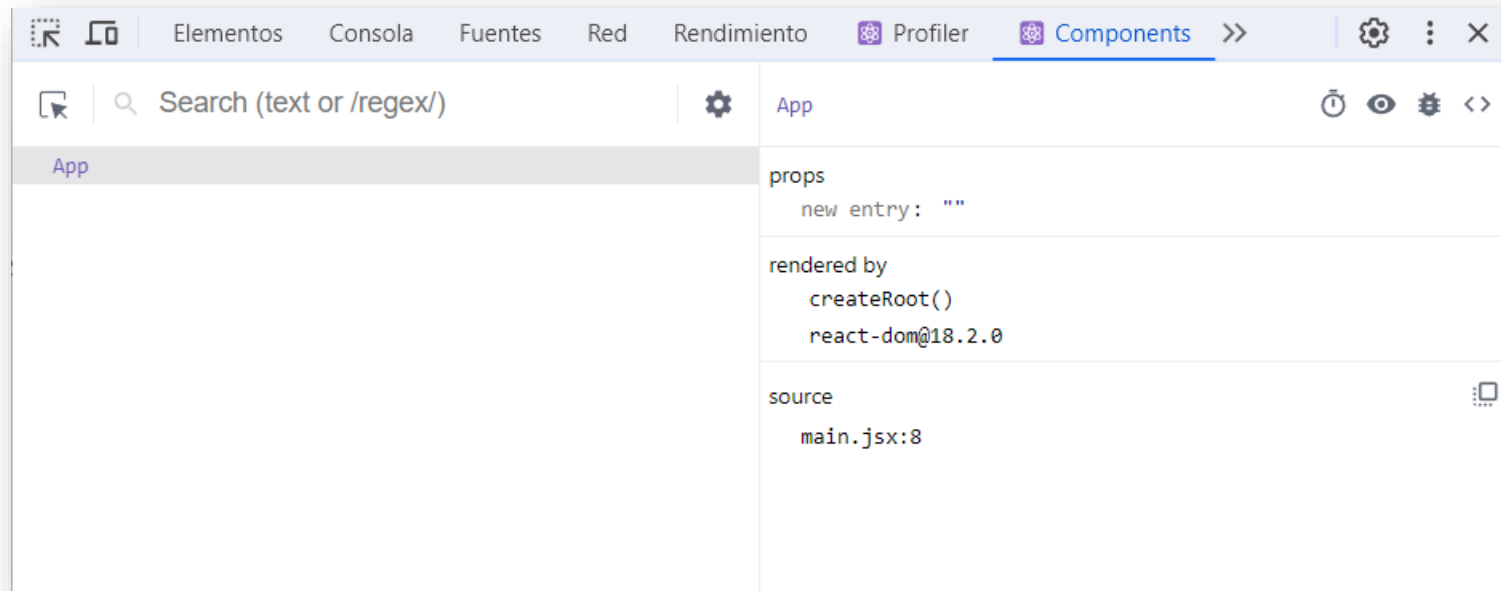 Elementos Consola Fuentes Red Rendimiento Profiler Components
Search (text or /regex/)
App
App
props
new entry: ""
rendered by
createRoot()
react-dom@18.2.0
source
main.jsx:8